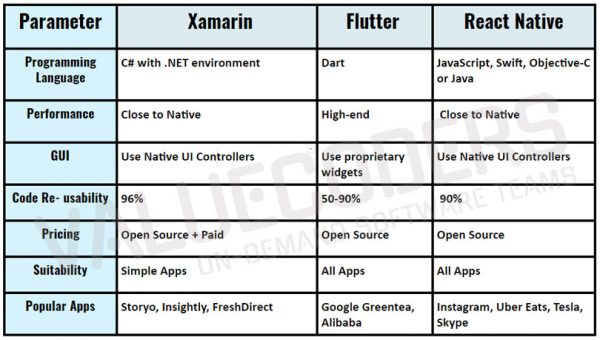 Parameter Xamarin Flutter React Native
Programming Language C# with .NET environment Dart JavaScript, Swift, Objective-C or Java
Performance Close to Native High-end Close to Native
GUI Use Native UI Controllers Use proprietary widgets Use Native UI Controllers
Code Re- usability 96% 50-90% 90%
Pricing Open Source + Paid Open Source Open Source
Suitability Simple Apps All Apps All Apps
Popular Apps Storyo, Insightly, FreshDirect Google Greentea, Alibaba Instagram, Uber Eats, Tesla, Skype
VALUECODERS
ON-DEMAND SOFTWARE TEAMS